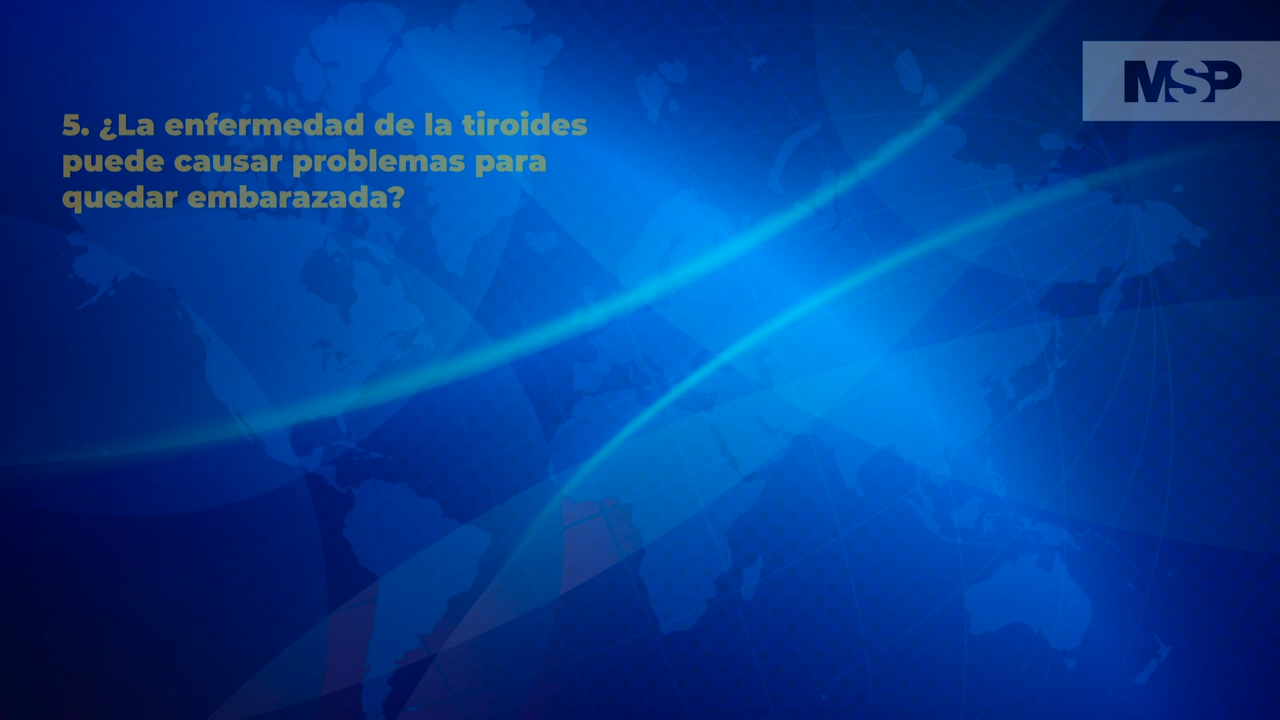 5. ¿La enfermedad de la tiroides
puede causar problemas para
quedar embarazada?
MSP